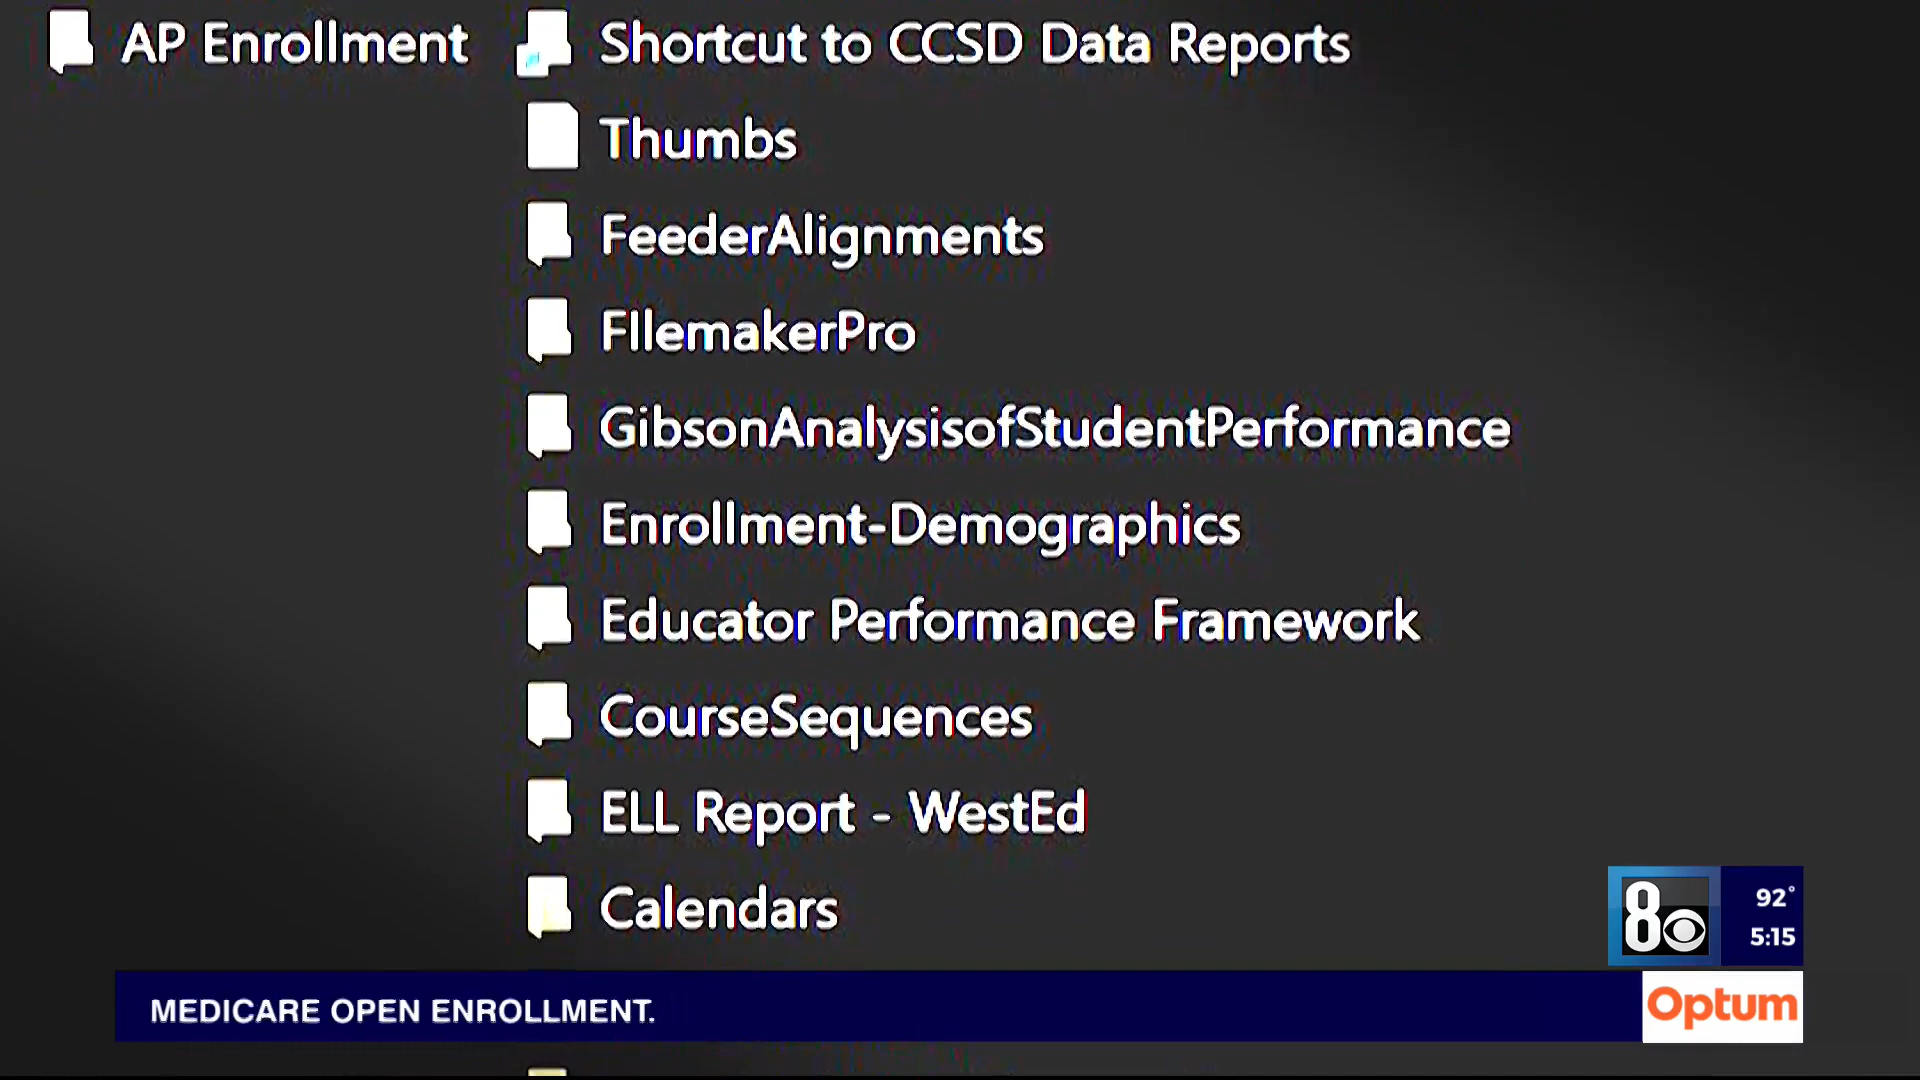 AP Enrollment
Shortcut to CCSD Data Reports
Thumbs
FeederAlignments
FIlemakerPro
GibsonAnalysisofStudentPerformance
Enrollment-Demographics
Educator Performance Framework
CourseSequences
ELL Report - WestEd
Calendars
8
92°
5:15
MEDICARE OPEN ENROLLMENT.
Optum